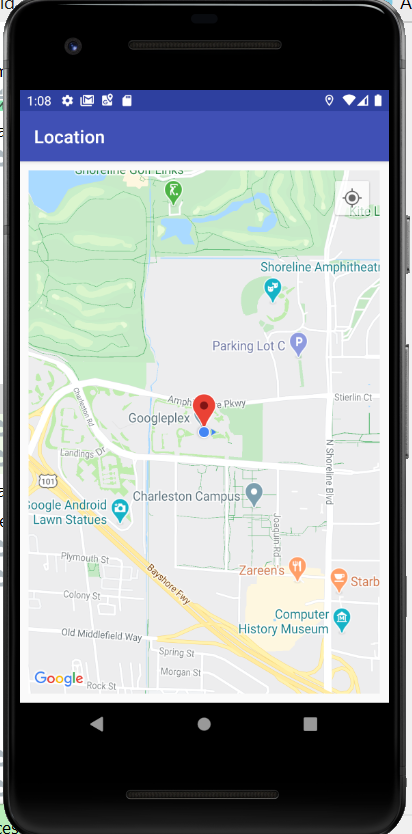 1:08
Location
Shoreline Golf Links
Kite L
Shoreline Amphitheatr
Parking Lot C
Stierlin Ct
Charleston Rd
Amph Pkwy
Googleplex
Landings Dr
N Shoreline Blvd
101
Google Android
Lawn Statues
Charleston Campus
Joaquin Rd
Plymouth St
Zareen's
Starb
Colony St
Bayshore Fwy
Computer
History Museum
Old Middlefield Way
Spring St
Morgan St
Google
Rock St